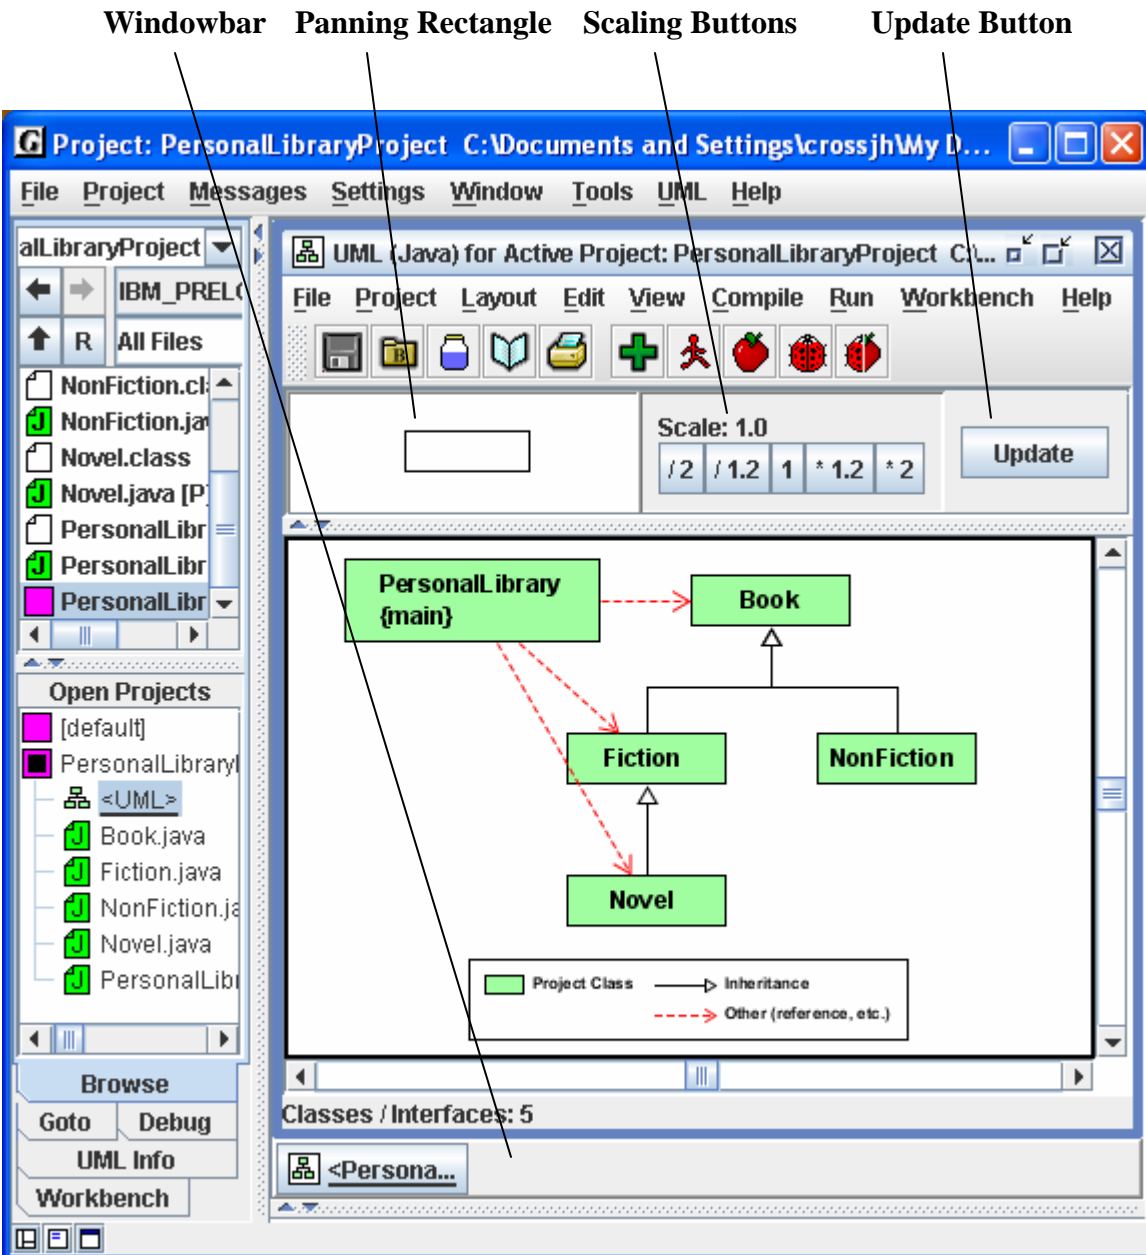 Windowbar Panning Rectangle Scaling Buttons Update Button
G Project: PersonalLibraryProject C:\Documents and Settings\crossjh\My D...
File Project Messages Settings Window Tools UML Help
alLibraryProject
IBM_PRELO
R All Files
NonFiction.cl
NonFiction.ja
Novel.class
J Novel.java [P]
PersonalLibr
J PersonalLibr
PersonalLibr
Open Projects
[default]
PersonalLibrary
<UML>
J Book.java
J Fiction.java
J NonFiction.ja
J Novel.java
J PersonalLib
Browse
Goto Debug
UML Info
Workbench
UML (Java) for Active Project: PersonalLibraryProject C:\...
File Project Layout Edit View Compile Run Workbench Help
B
Scale: 1.0
/ 2 / 1.2 1 * 1.2 * 2
Update
PersonalLibrary
{main}
Book
Fiction
NonFiction
Novel
Project Class Inheritance
Other (reference, etc.)
Classes / Interfaces: 5
<Persona...